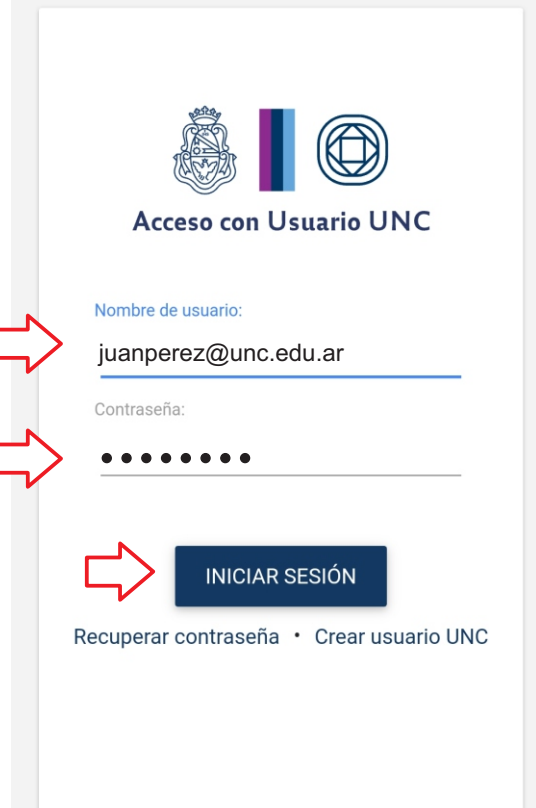 Acceso con Usuario UNC
Nombre de usuario:
juanperez@unc.edu.ar
Contraseña:
••••••••
INICIAR SESIÓN
Recuperar contraseña • Crear usuario UNC